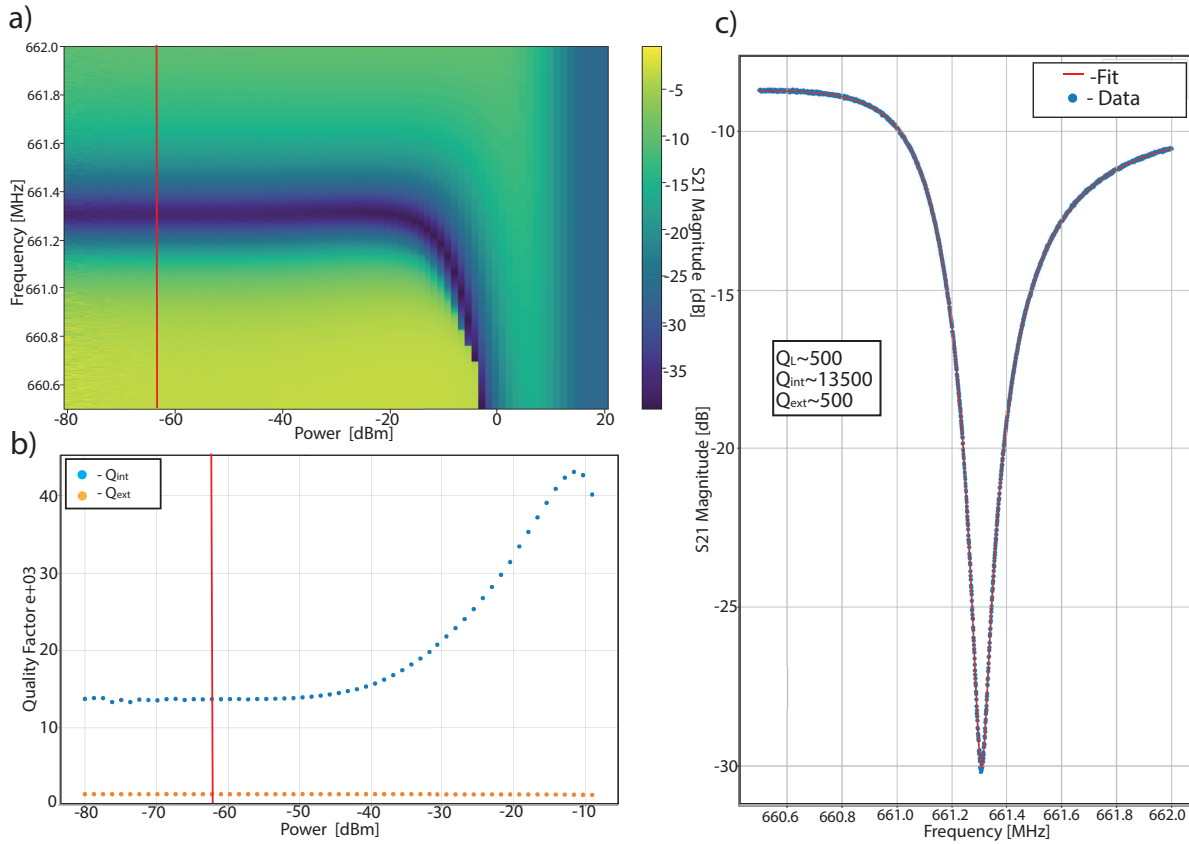 a)
662.0
661.8
661.6
661.4
661.2
661.0
660.8
660.6
Frequency [MHz]
-80
-60
-40
-20
0
20
Power [dBm]
-5
-10
-15
-20
-25
-30
-35
S21 Magnitude [dB]
b)
- Qint
- Qext
40
30
20
10
0
Quality Factor e+03
-80
-70
-60
-50
-40
-30
-20
-10
Power [dBm]
c)
-Fit
- Data
-10
-15
-20
-25
-30
S21 Magnitude [dB]
QL~500
Qint~13500
Qext~500
660.6
660.8
661.0
661.2
661.4
661.6
661.8
662.0
Frequency [MHz]